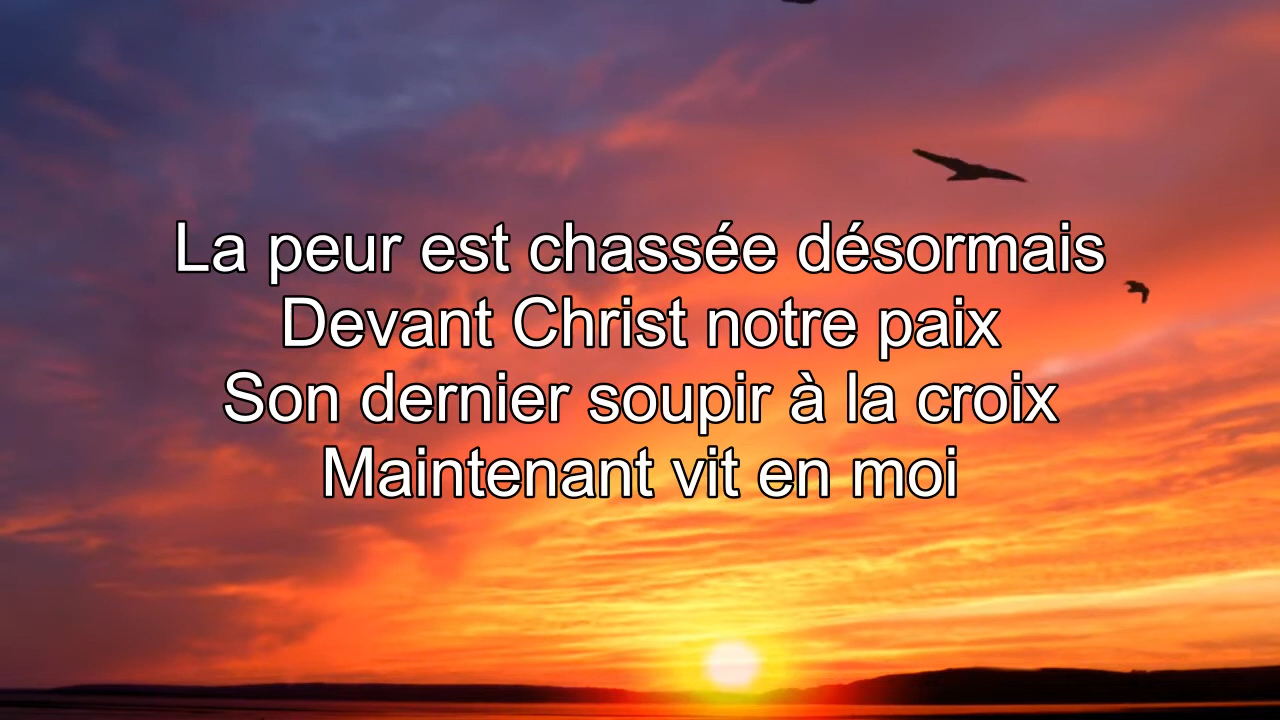 La peur est chassée désormais
Devant Christ notre paix
Son dernier soupir à la croix
Maintenant vit en moi